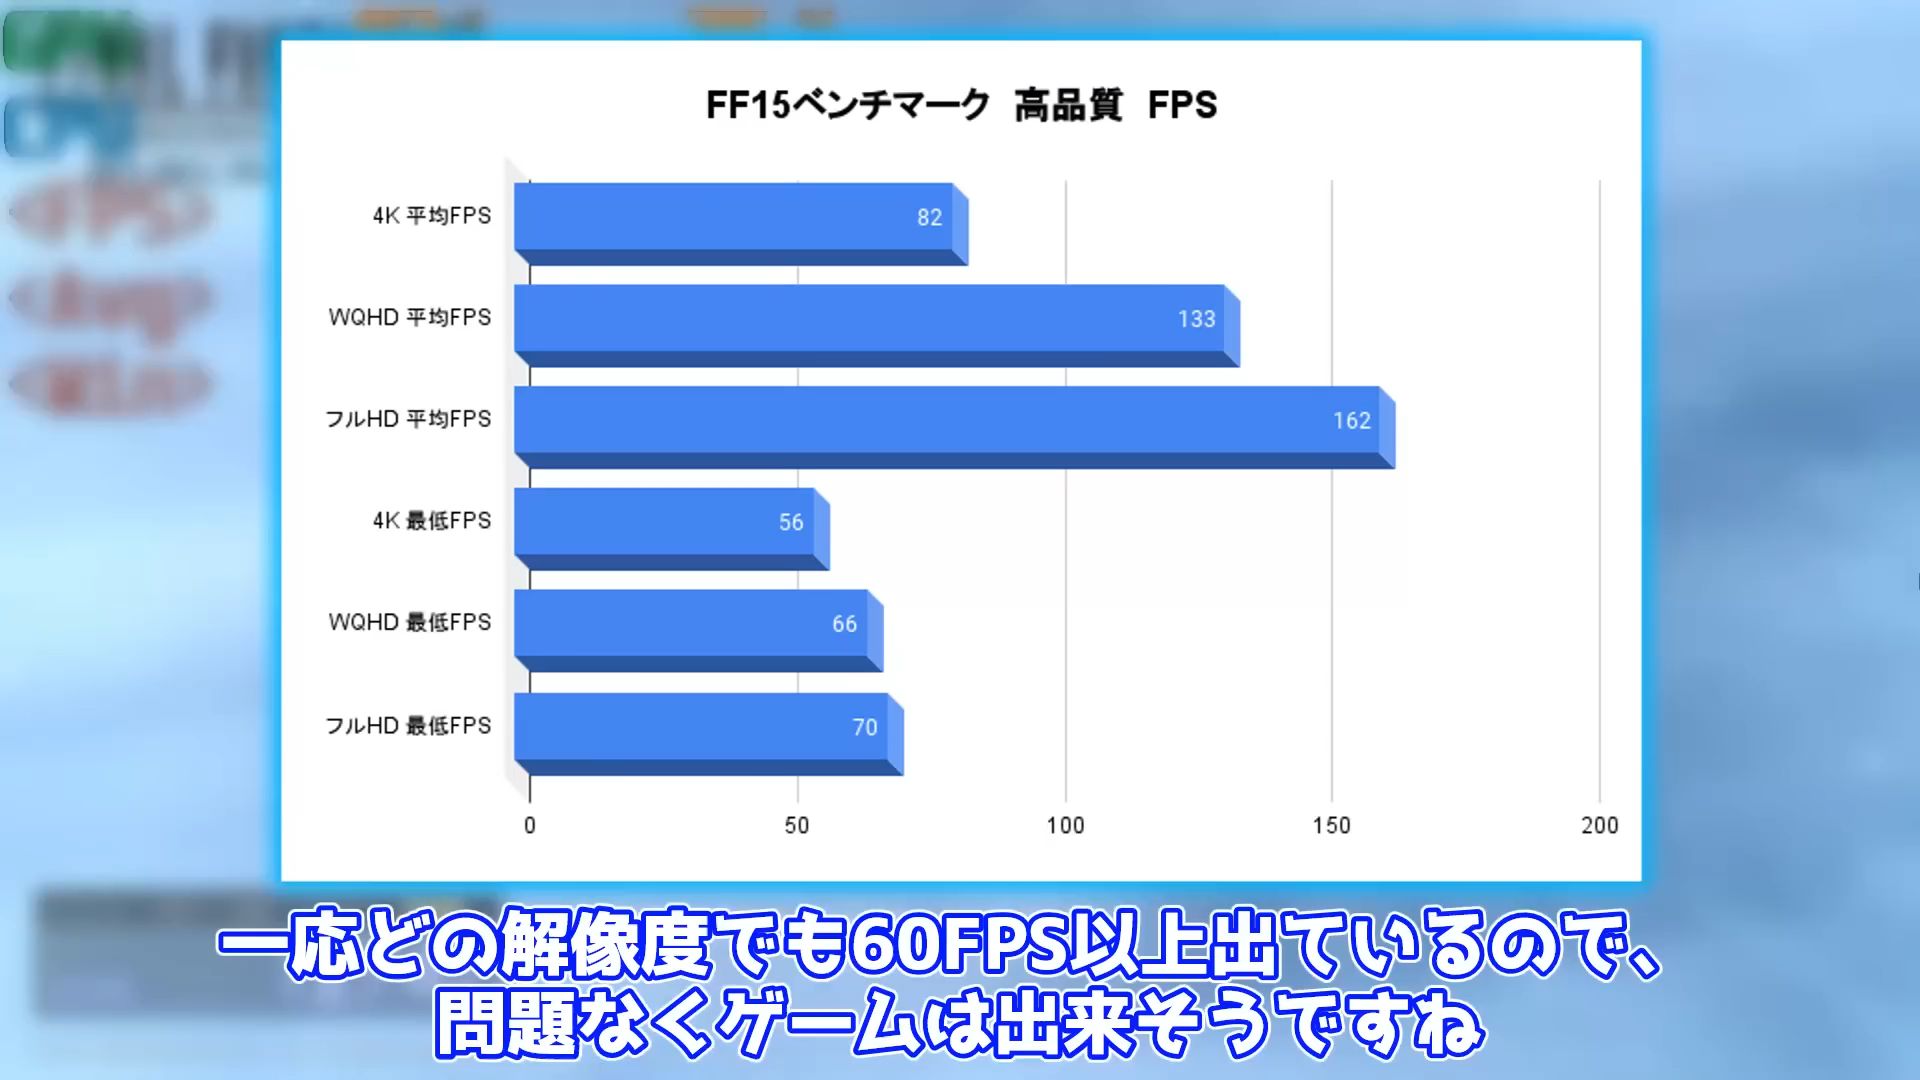 FF15ベンチマーク 高品質 FPS
4K 平均FPS
82
WQHD 平均FPS
133
フルHD 平均FPS
162
4K 最低FPS
56
WQHD 最低FPS
66
フルHD 最低FPS
70
0 50 100 150 200
一応どの解像度でも60FPS以上出ているので、
問題なくゲームは出来そうですね